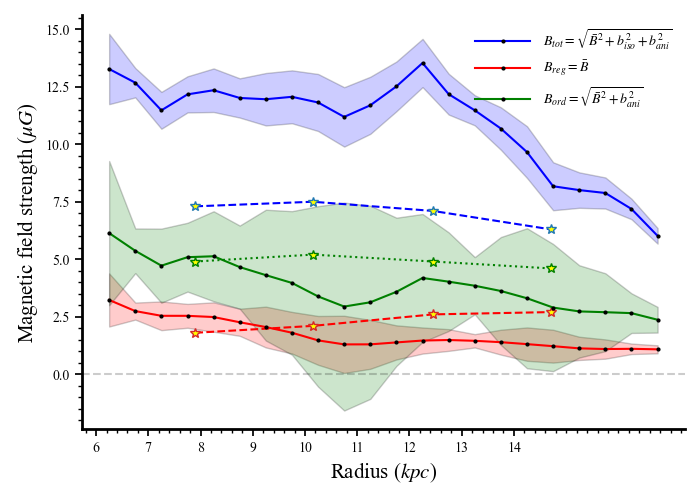 15.0
12.5
10.0
7.5
5.0
2.5
0.0
Magnetic field strength (μG)
B_tot = √(B̄² + b²_iso + b²_ani)
B_reg = B̄
B_ord = √(B̄² + b²_ani)
6 7 8 9 10 11 12 13 14
Radius (kpc)